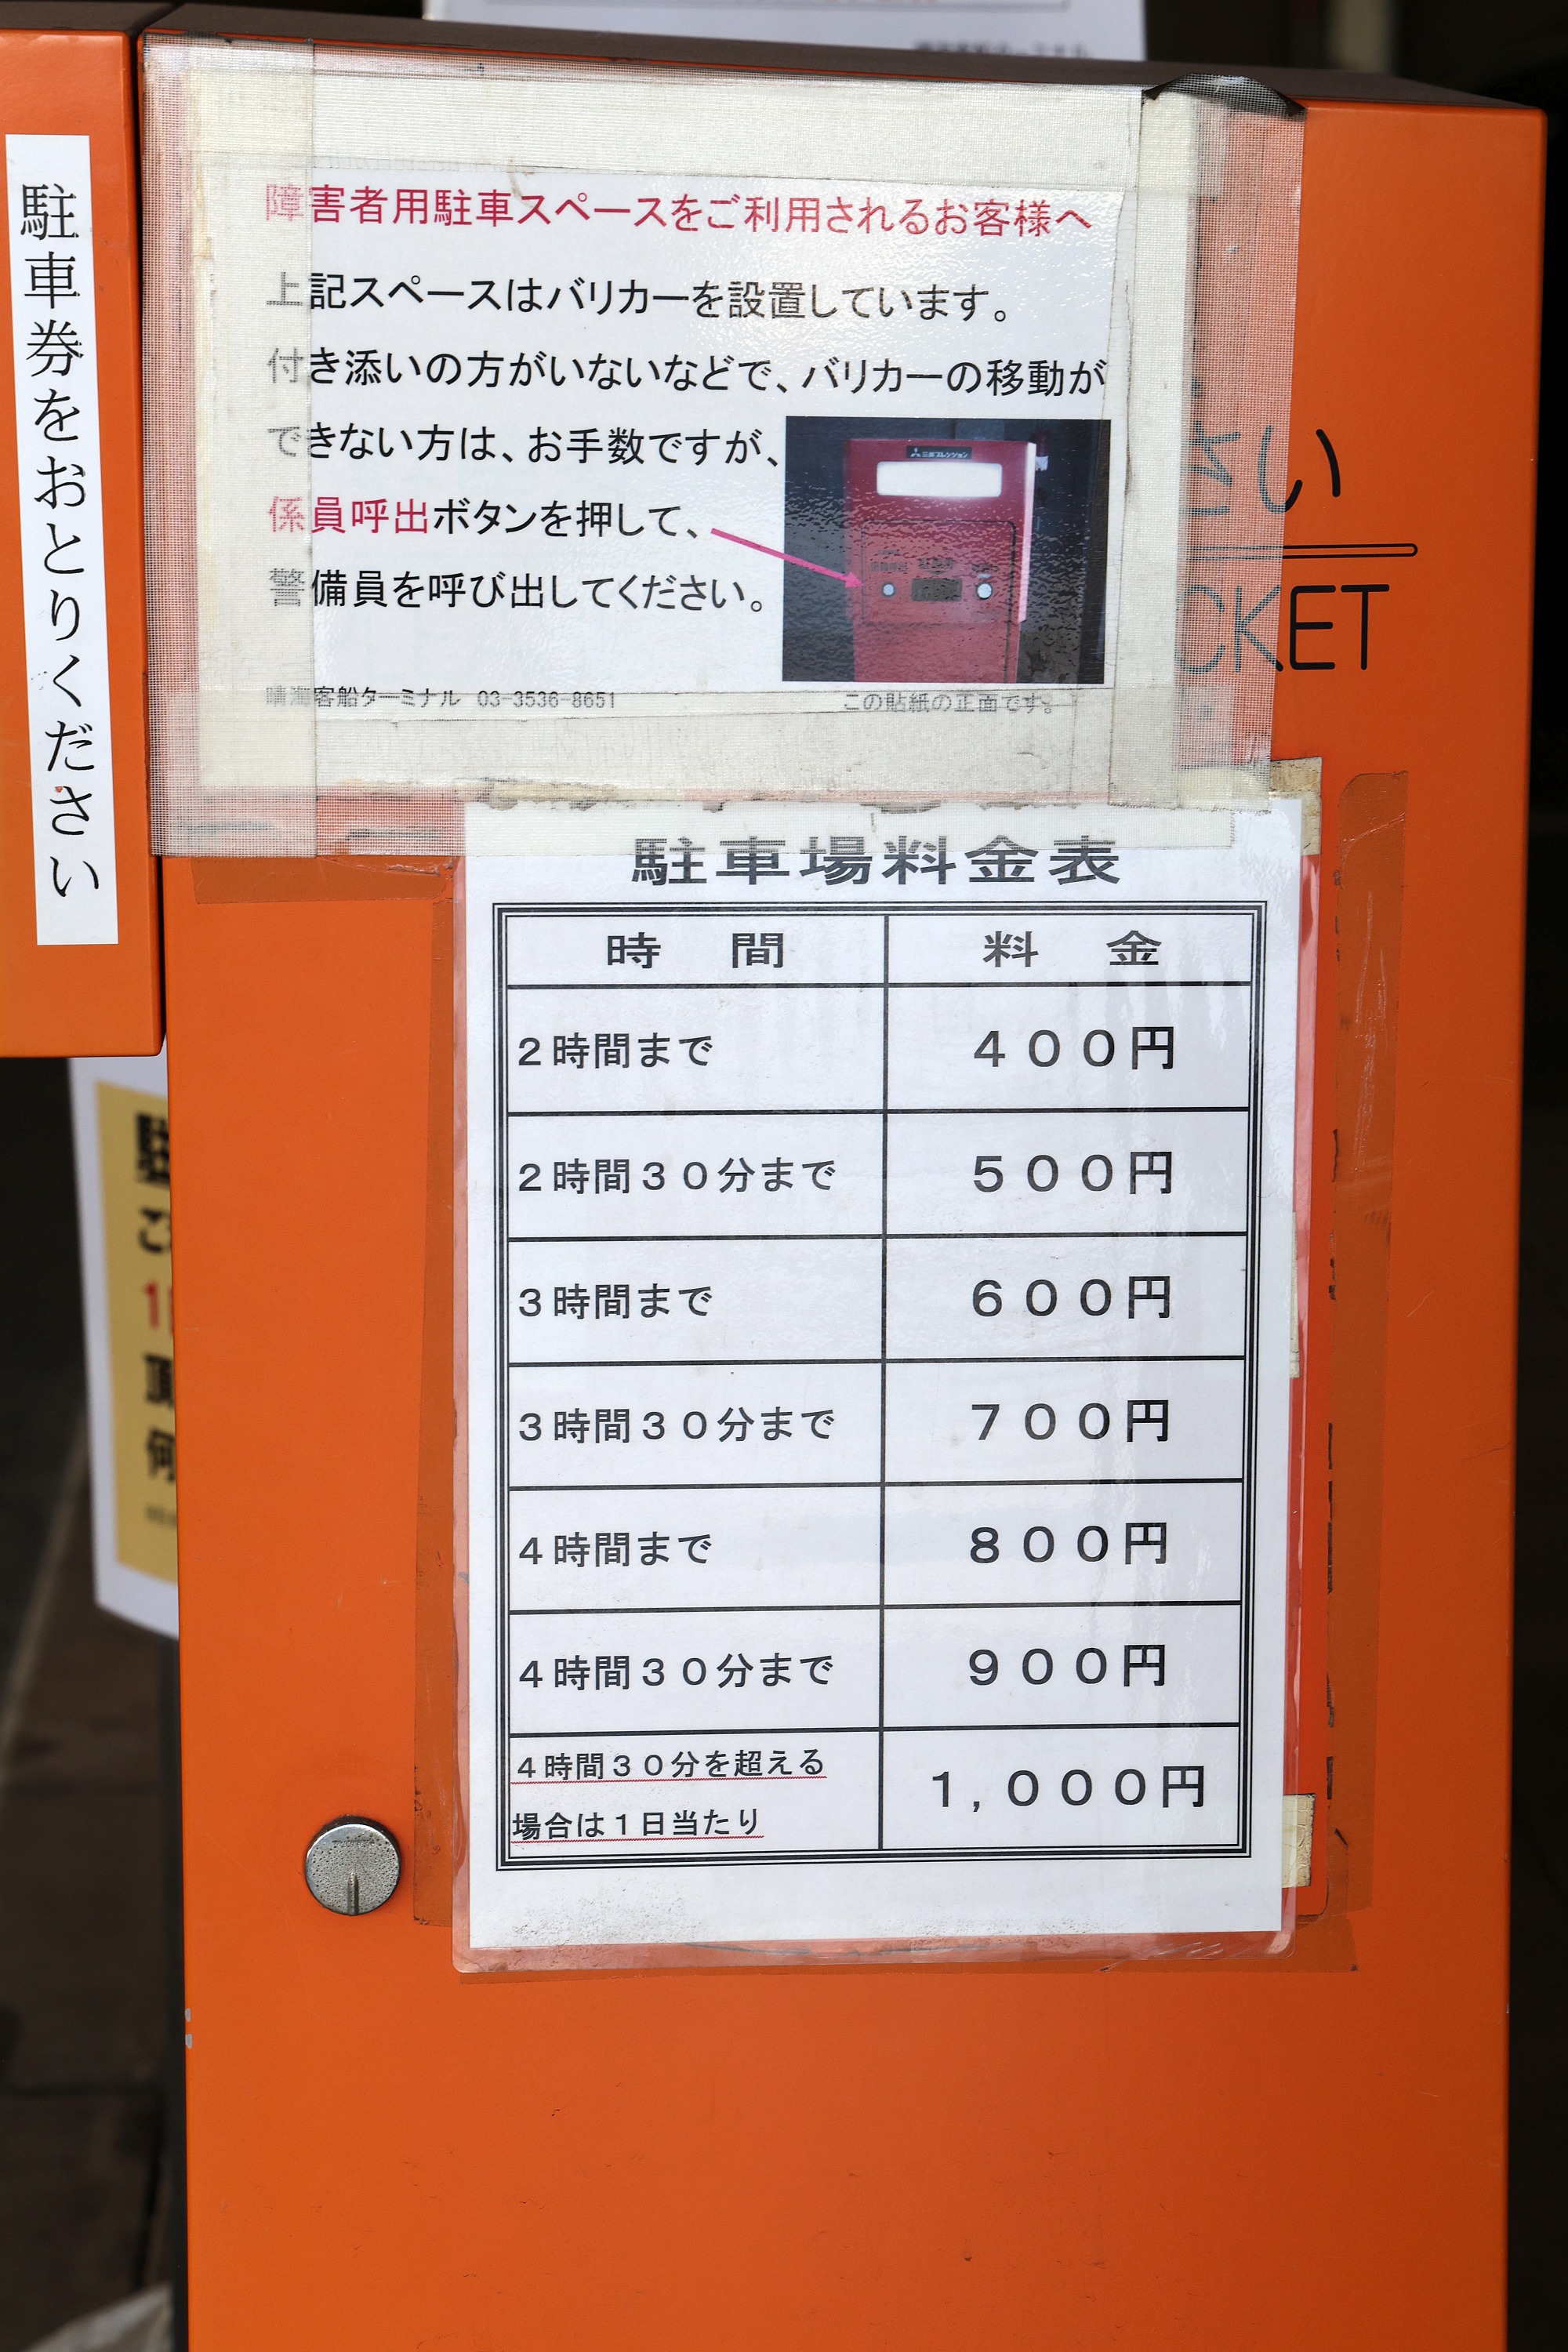 駐車券をおとりください
障害者用駐車スペースをご利用されるお客様へ
上記スペースはバリカーを設置しています。
付き添いの方がいないなどで、バリカーの移動が
できない方は、お手数ですが、
係員呼出ボタンを押して、
警備員を呼び出してください。
晴海客船ターミナル 03-3536-8651
この貼紙の正面です。
さい
CKET
駐車場料金表
時 間 料 金
2時間まで 400円
2時間30分まで 500円
3時間まで 600円
3時間30分まで 700円
4時間まで 800円
4時間30分まで 900円
4時間30分を超える
場合は1日当たり 1,000円
駐
ご
1
頂
何